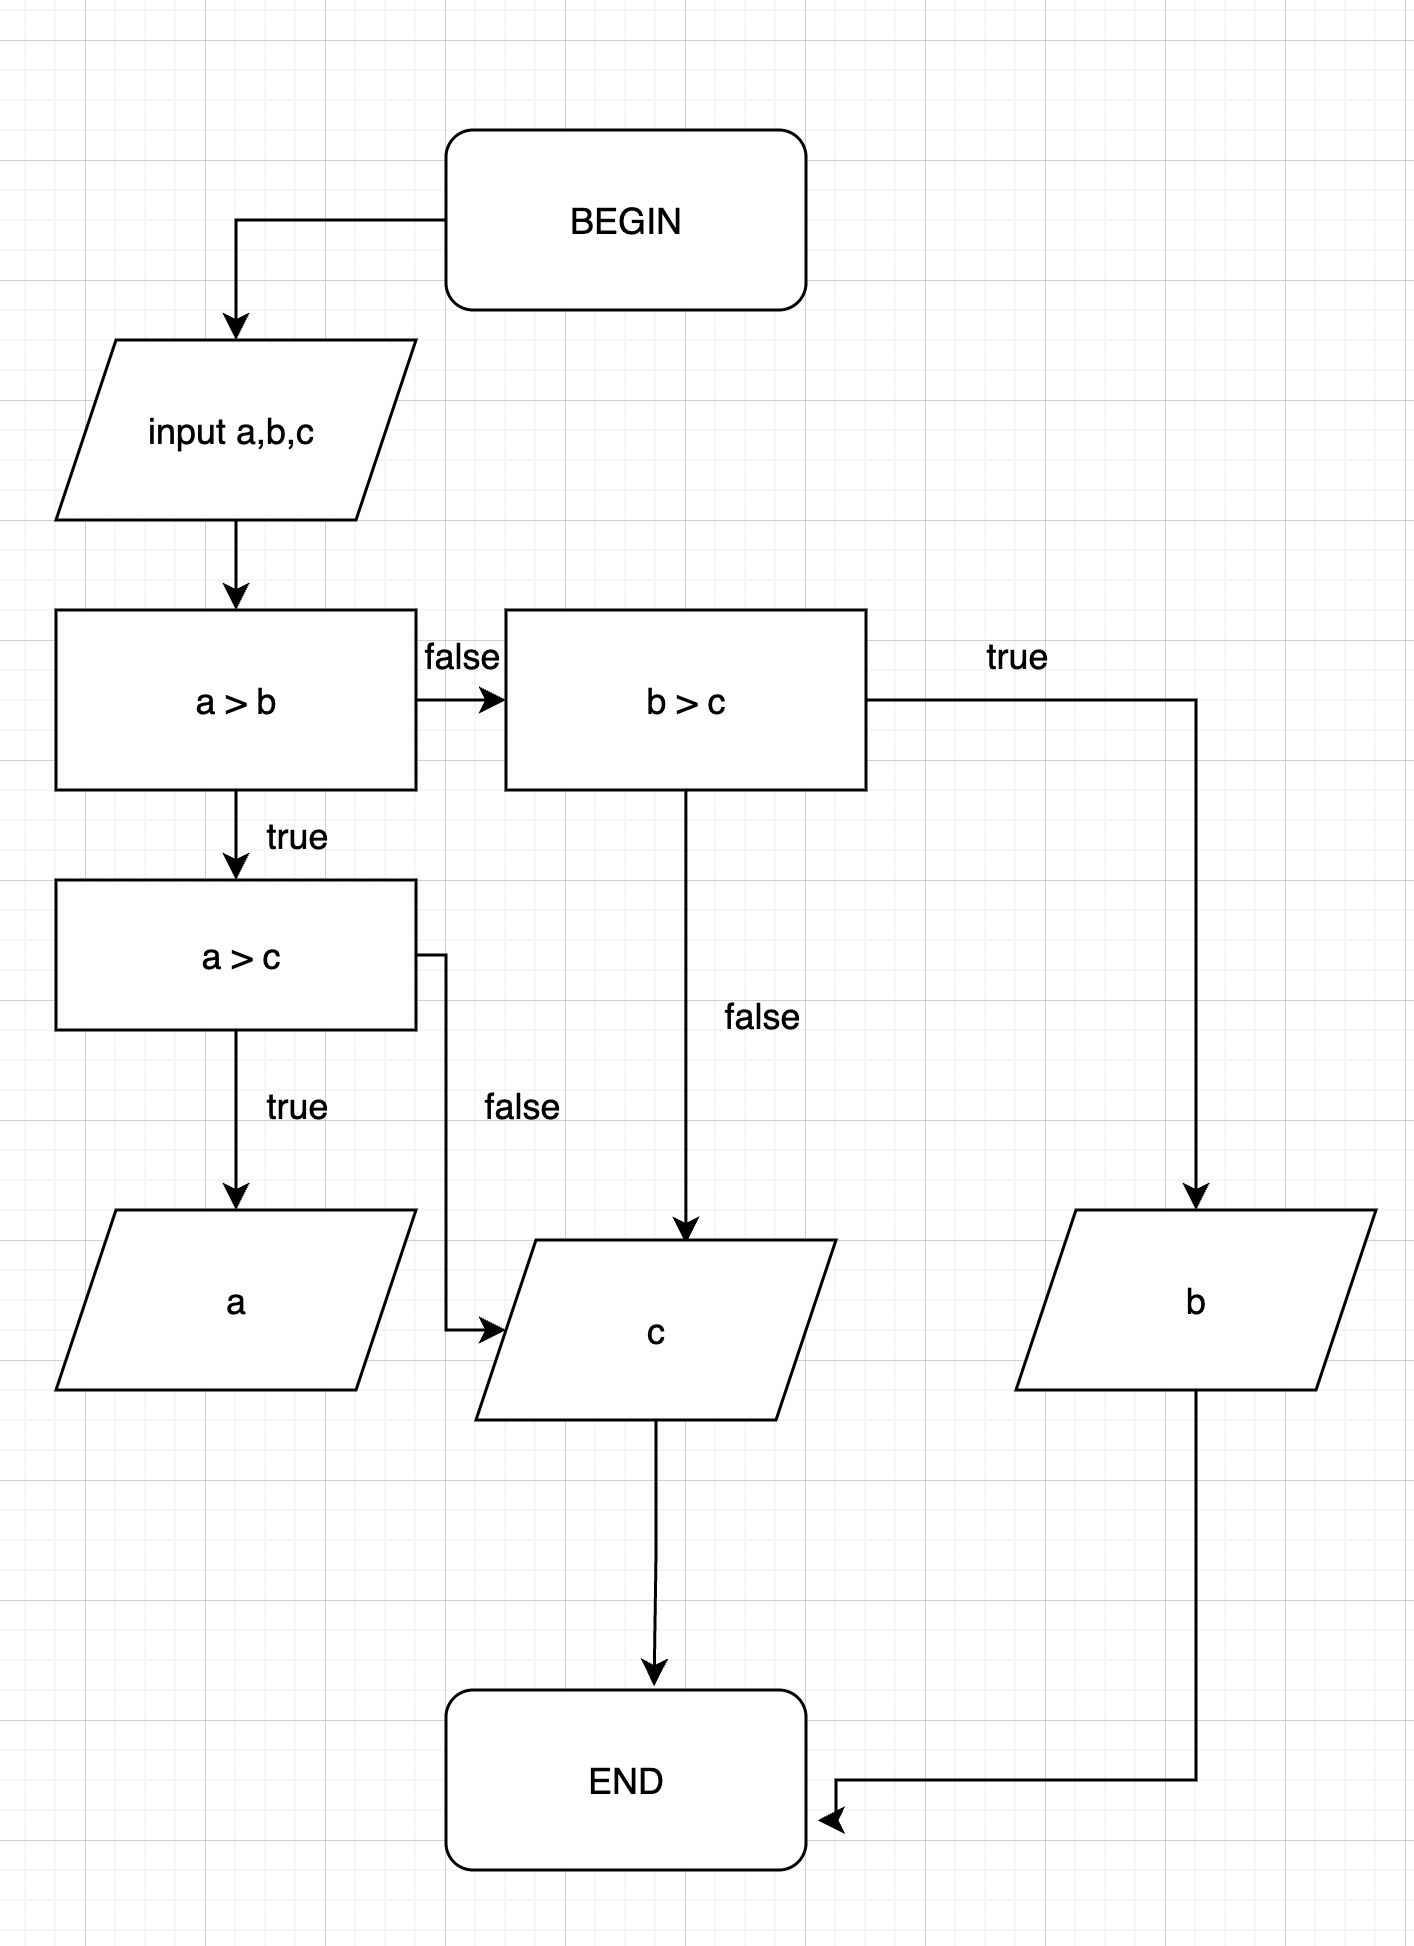 BEGIN
input a,b,c
a > b
false
b > c
true
true
a > c
false
true
false
a
c
b
END